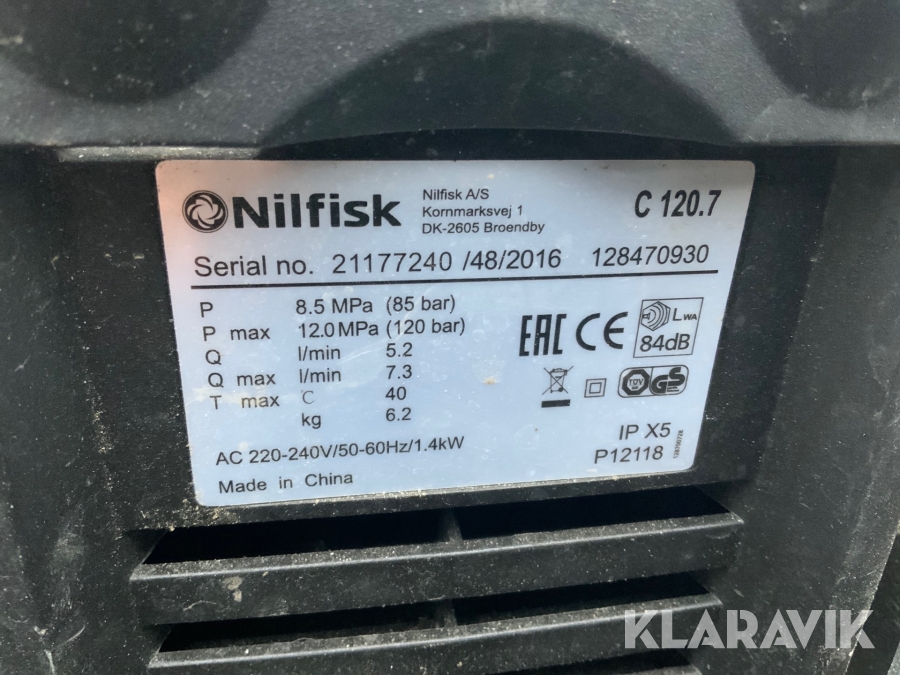 Nilfisk
Nilfisk A/S
Kornmarksvej 1
DK-2605 Broendby
C 120.7
Serial no. 21177240 /48/2016 128470930
P 8.5 MPa (85 bar)
P max 12.0 MPa (120 bar)
Q l/min 5.2
Q max l/min 7.3
T max C 40
kg 6.2
EAC CE
LWA
84dB
TÜV GS
AC 220-240V/50-60Hz/1.4kW
IP X5
P12118
Made in China
KLARAVIK